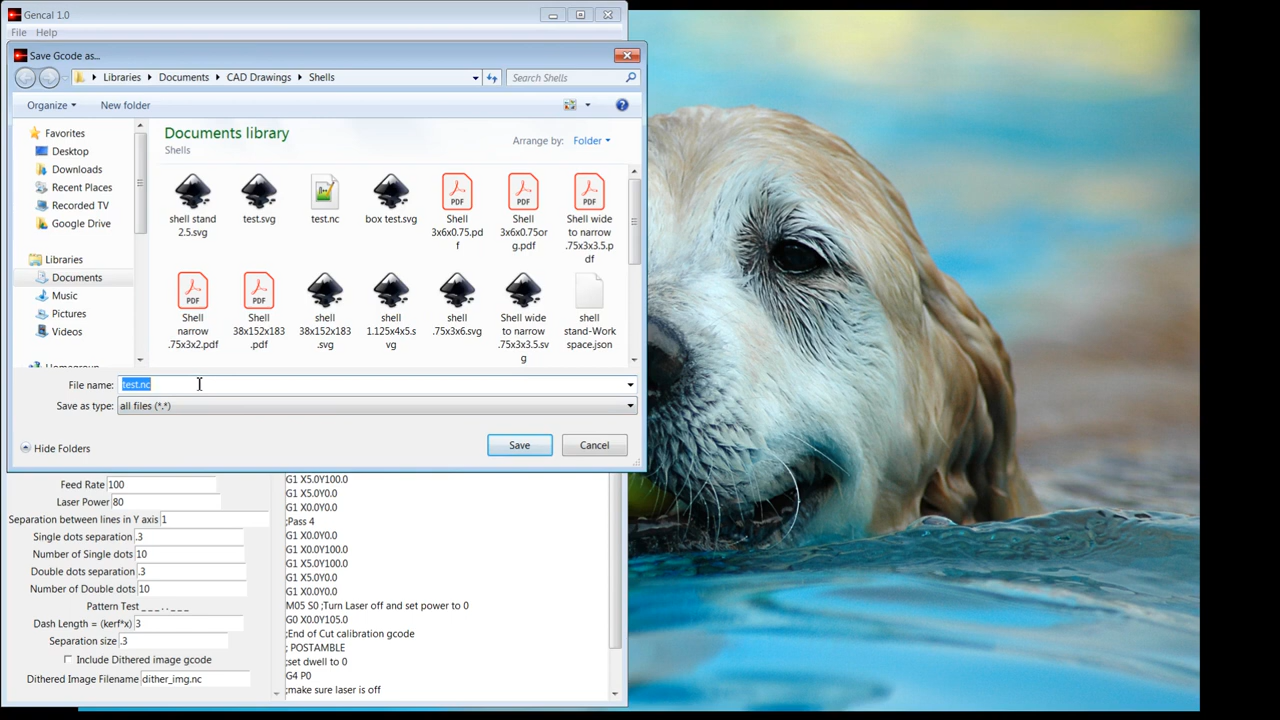 Gencal 1.0
File Help
Save Gcode as...
Libraries Documents CAD Drawings Shells
Search Shells
Organize New folder
Favorites
Desktop
Downloads
Recent Places
Recorded TV
Google Drive
Libraries
Documents
Music
Pictures
Videos
Documents library
Shells
Arrange by: Folder
shell stand
2.5.svg
test.svg
test.nc
box test.svg
Shell
3x6x0.75.pd
f
Shell
3x6x0.75or
g.pdf
Shell wide
to narrow
.75x3x3.5.p
df
Shell
narrow
.75x3x2.pdf
Shell
38x152x183
.pdf
shell
38x152x183
.svg
shell
1.125x4x5.s
vg
shell
.75x3x6.svg
Shell wide
to narrow
.75x3x3.5.sv
g
shell
stand-Work
space.json
File name: test.nc
Save as type: all files (*.*)
Hide Folders
Save
Cancel
Feed Rate 100
Laser Power 80
Separation between lines in Y axis 1
Single dots separation .3
Number of Single dots 10
Double dots separation .3
Number of Double dots 10
Pattern Test _ _ _ . . _ _ _
Dash Length = (kerf*x) 3
Separation size .3
Include Dithered image gcode
Dithered Image Filename dither_img.nc
G1 X5.0Y100.0
G1 X5.0Y0.0
G1 X0.0Y0.0
;Pass 4
G1 X0.0Y0.0
G1 X0.0Y100.0
G1 X5.0Y100.0
G1 X5.0Y0.0
G1 X0.0Y0.0
M05 S0 ;Turn Laser off and set power to 0
G0 X0.0Y105.0
;End of Cut calibration gcode
; POSTAMBLE
;set dwell to 0
G4 P0
;make sure laser is off